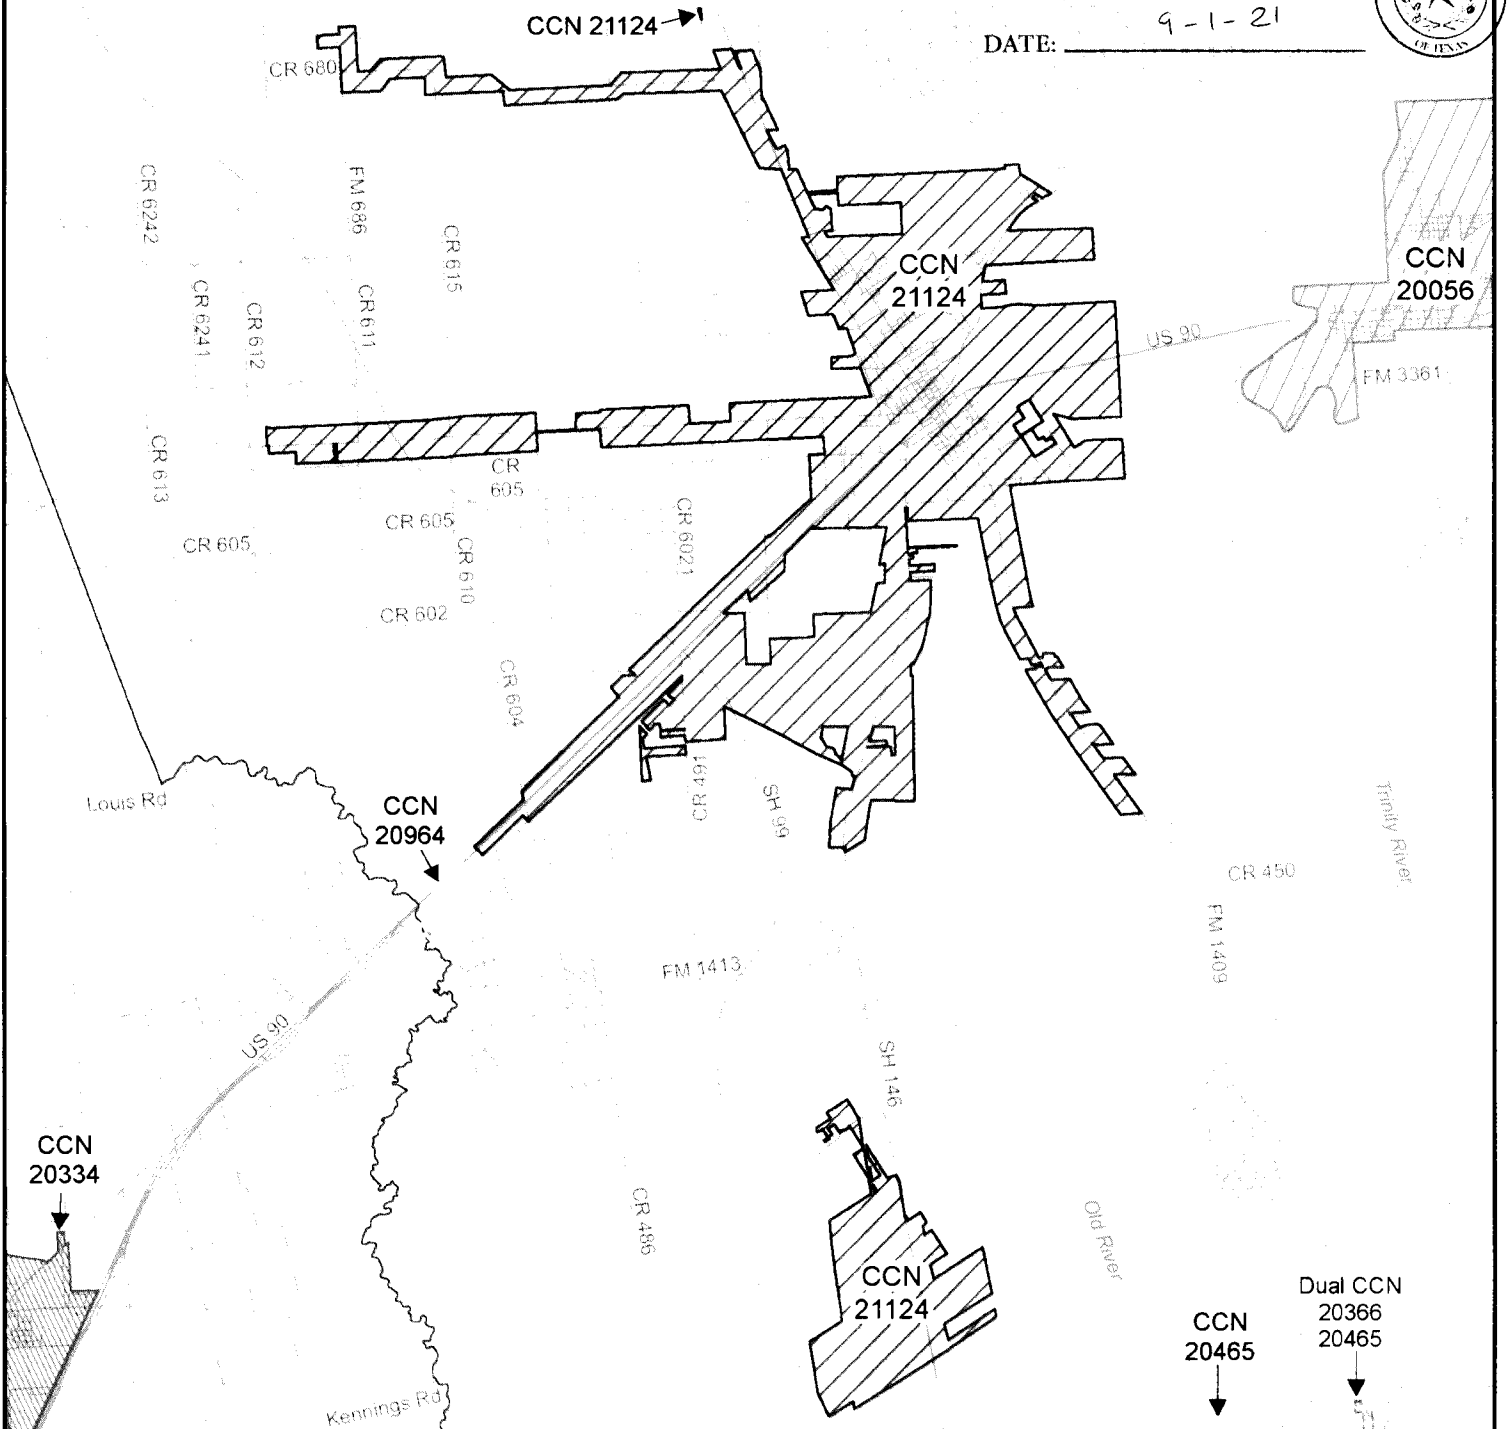 CCN 21124
9-1-21
DATE:
OF TEXAS
CR 680
CR 6242
FM 686
CR 615
CCN
21124
CCN
20056
CR 6241
CR 612
CR 611
US 90
FM 3361
CR 613
CR
605
CR 605
CR 605
CR 610
CR 6021
CR 602
CR 604
Louis Rd
CCN
20964
CR 491
SH 99
Trinity River
CR 450
FM 1409
FM 1413
US 90
SH 146
CCN
20334
CR 486
Old River
CCN
21124
Dual CCN
20366
20465
CCN
20465
Kennings Rd